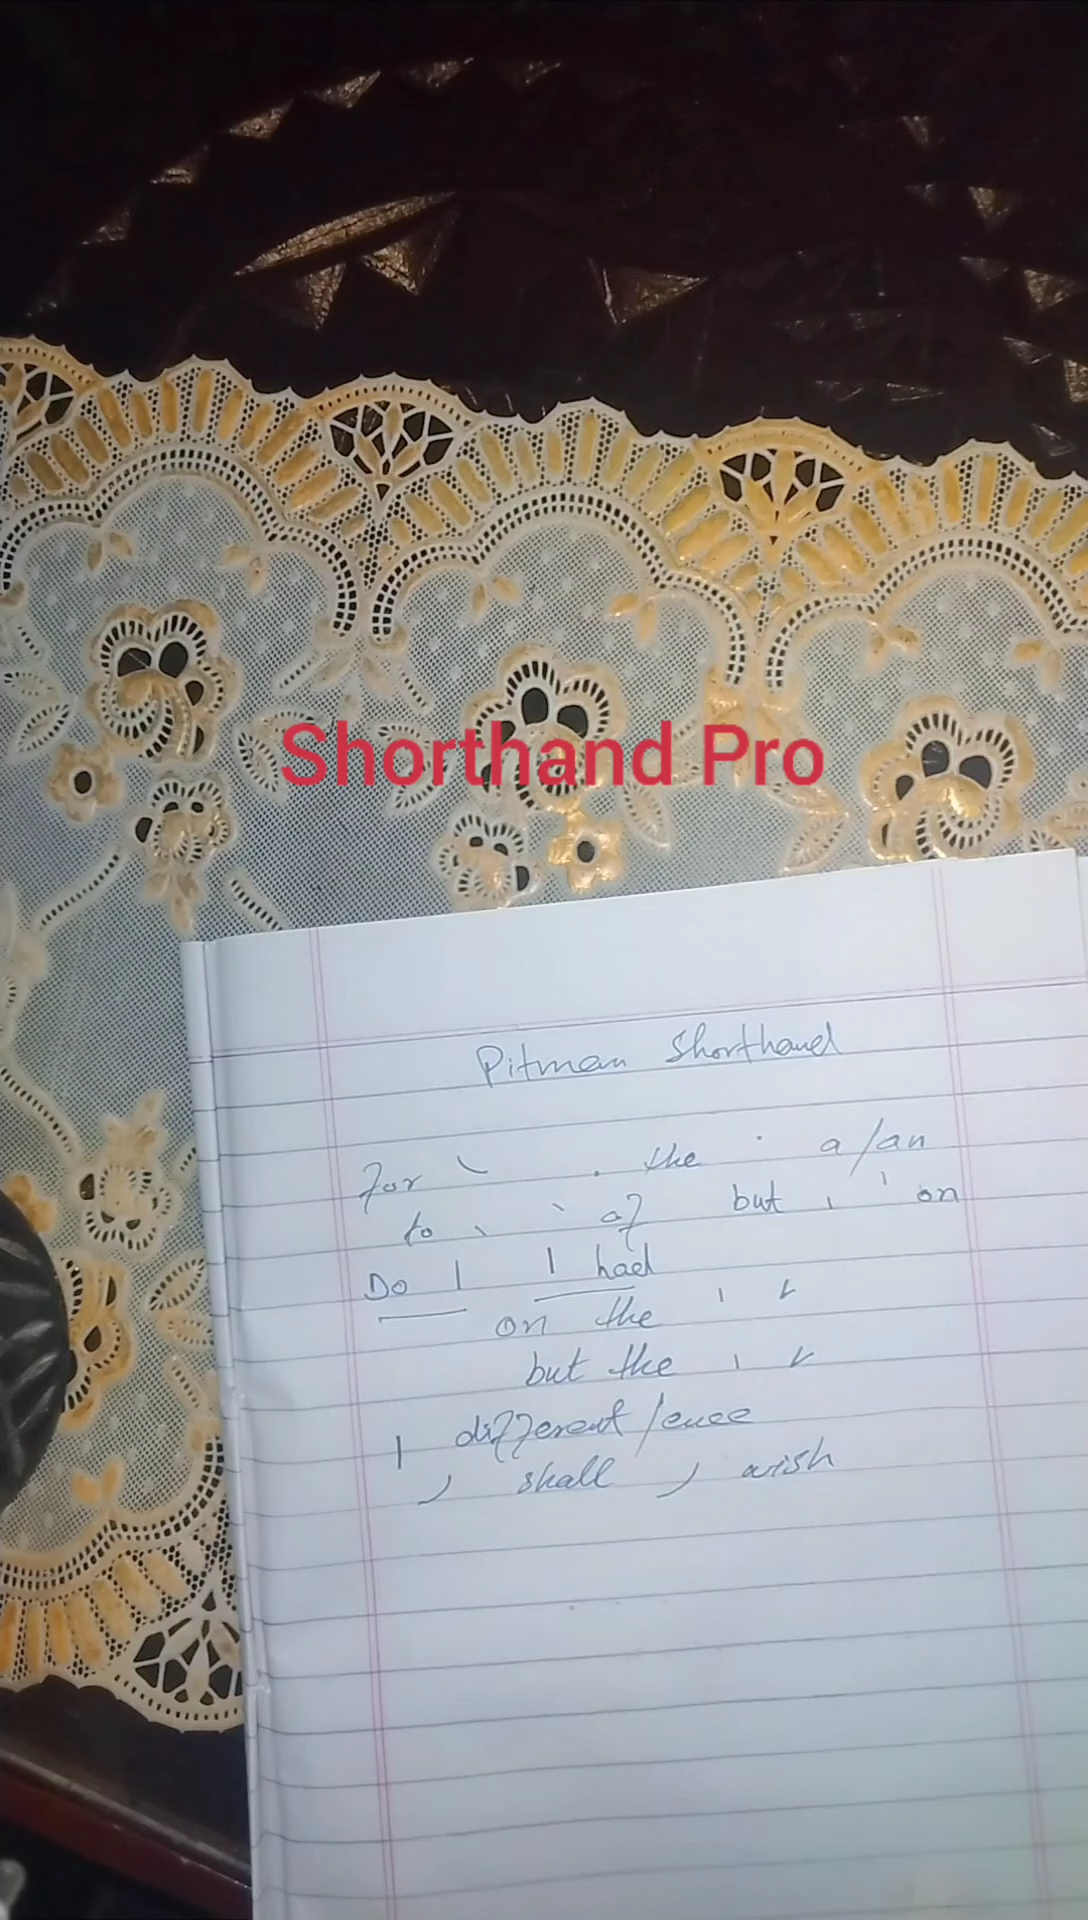 Shorthand Pro
Pitman Shorthand
For the a/an
to of but on
Do had
on the
but the
different/ence
shall wish